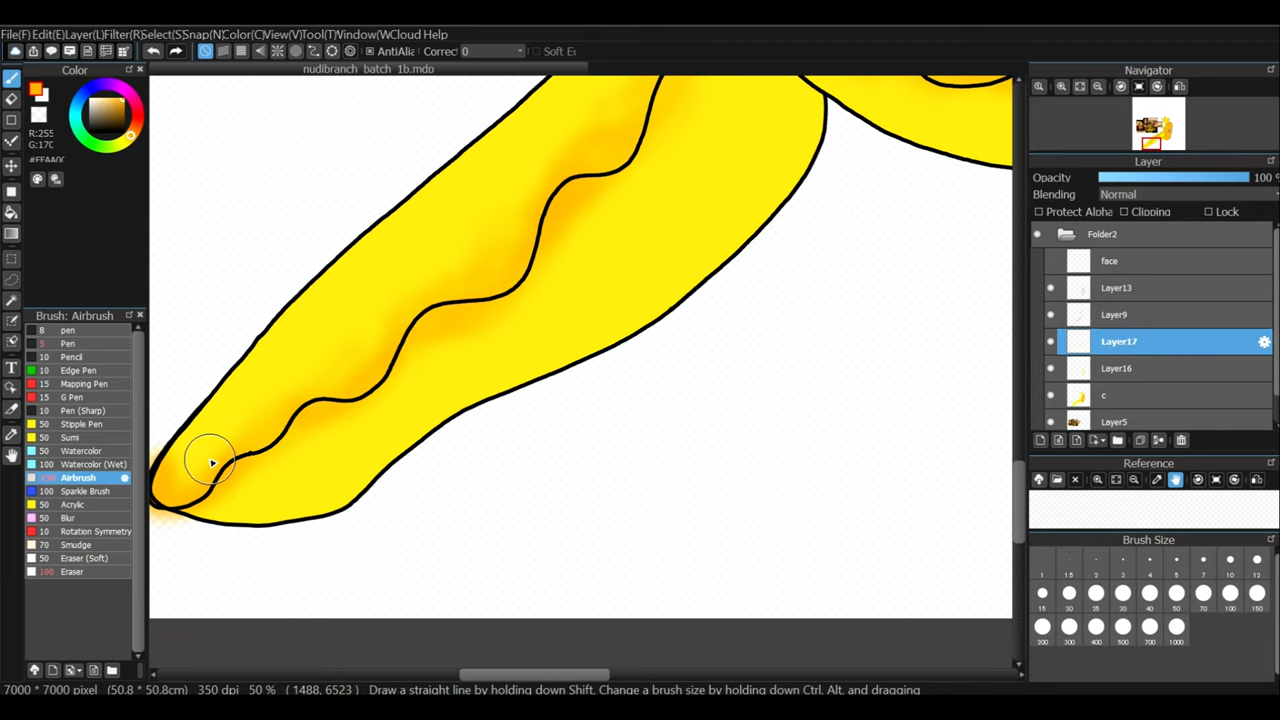 File(F) Edit(E) Layer(L) Filter(R) Select(S) Snap(N) Color(C) View(V) Tool(T) Window(W) Cloud Help
AntiAlia Correct 0 Soft E
nudibranch_batch_1b.mdp
Color
R:255
G:170
#FFAA00
Brush: Airbrush
8 pen
5 Pen
10 Pencil
10 Edge Pen
15 Mapping Pen
15 G Pen
10 Pen (Sharp)
50 Stipple Pen
50 Sumi
50 Watercolor
100 Watercolor (Wet)
150 Airbrush
100 Sparkle Brush
50 Acrylic
50 Blur
10 Rotation Symmetry
70 Smudge
50 Eraser (Soft)
100 Eraser
Navigator
Layer
Opacity 100 %
Blending Normal
Protect Alpha Clipping Lock
Folder2
face
Layer13
Layer9
Layer17
Layer16
c
Layer5
Reference
Brush Size
1 1.5 2 3 4 5 7 10 12
15 20 25 30 40 50 70 100 150
200 300 400 500 700 1000
7000 * 7000 pixel (50.8 * 50.8cm) 350 dpi 50 % ( 1488, 6523 ) Draw a straight line by holding down Shift, Change a brush size by holding down Ctrl, Alt, and dragging